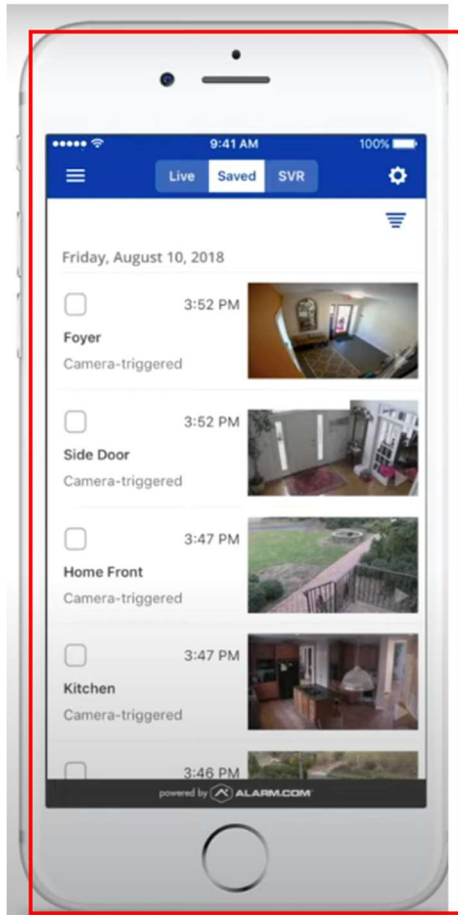 9:41 AM
100%
Live Saved SVR
Friday, August 10, 2018
3:52 PM
Foyer
Camera-triggered
3:52 PM
Side Door
Camera-triggered
3:47 PM
Home Front
Camera-triggered
3:47 PM
Kitchen
Camera-triggered
3:46 PM
powered by ALARM.COM